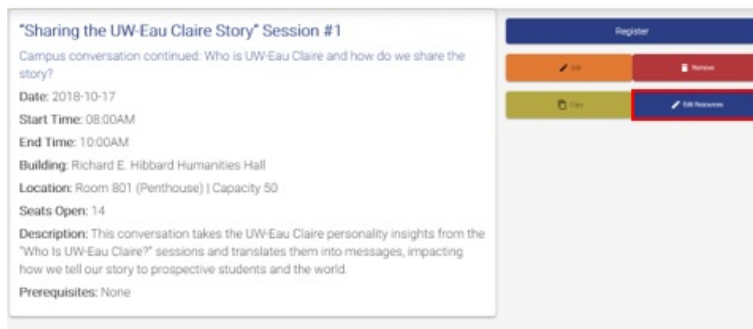 “Sharing the UW-Eau Claire Story” Session #1
Campus conversation continued: Who is UW-Eau Claire and how do we share the
story?
Date: 2018-10-17
Start Time: 08:00AM
End Time: 10:00AM
Building: Richard E. Hibbard Humanities Hall
Location: Room 801 (Penthouse) | Capacity 50
Seats Open: 14
Description: This conversation takes the UW-Eau Claire personality insights from the
"Who Is UW-Eau Claire?" sessions and translates them into messages, impacting
how we tell our story to prospective students and the world.
Prerequisites: None
Register
Edit
Remove
Copy
Edit Resources